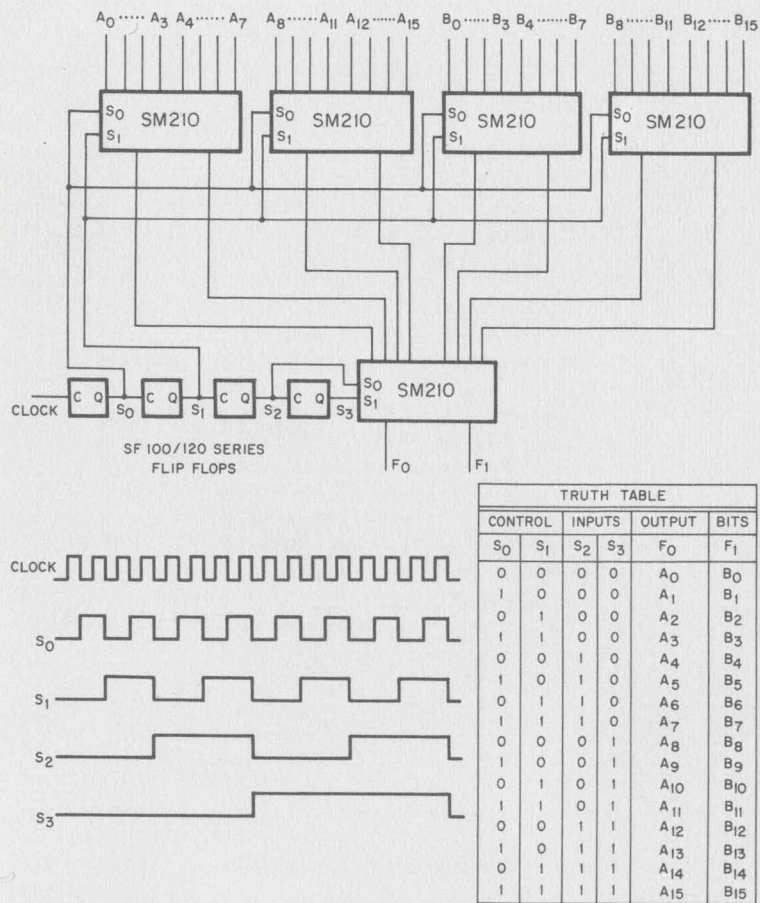 A0 ····· A3 A4 ······ A7 A8 ······ A11 A12 ······ A15 B0 ······ B3 B4 ······ B7 B8 ······ B11 B12 ······ B15
S0 SM210 S0 SM210 S0 SM210 S0 SM210
S1 S1 S1 S1
S0 SM210
S1
C Q C Q C Q C Q
CLOCK S0 S1 S2 S3
SF 100/120 SERIES
FLIP FLOPS
F0 F1
CLOCK
S0
S1
S2
S3
TRUTH TABLE
CONTROL INPUTS OUTPUT BITS
S0 S1 S2 S3 F0 F1
0 0 0 0 A0 B0
1 0 0 0 A1 B1
0 1 0 0 A2 B2
1 1 0 0 A3 B3
0 0 1 0 A4 B4
1 0 1 0 A5 B5
0 1 1 0 A6 B6
1 1 1 0 A7 B7
0 0 0 1 A8 B8
1 0 0 1 A9 B9
0 1 0 1 A10 B10
1 1 0 1 A11 B11
0 0 1 1 A12 B12
1 0 1 1 A13 B13
0 1 1 1 A14 B14
1 1 1 1 A15 B15